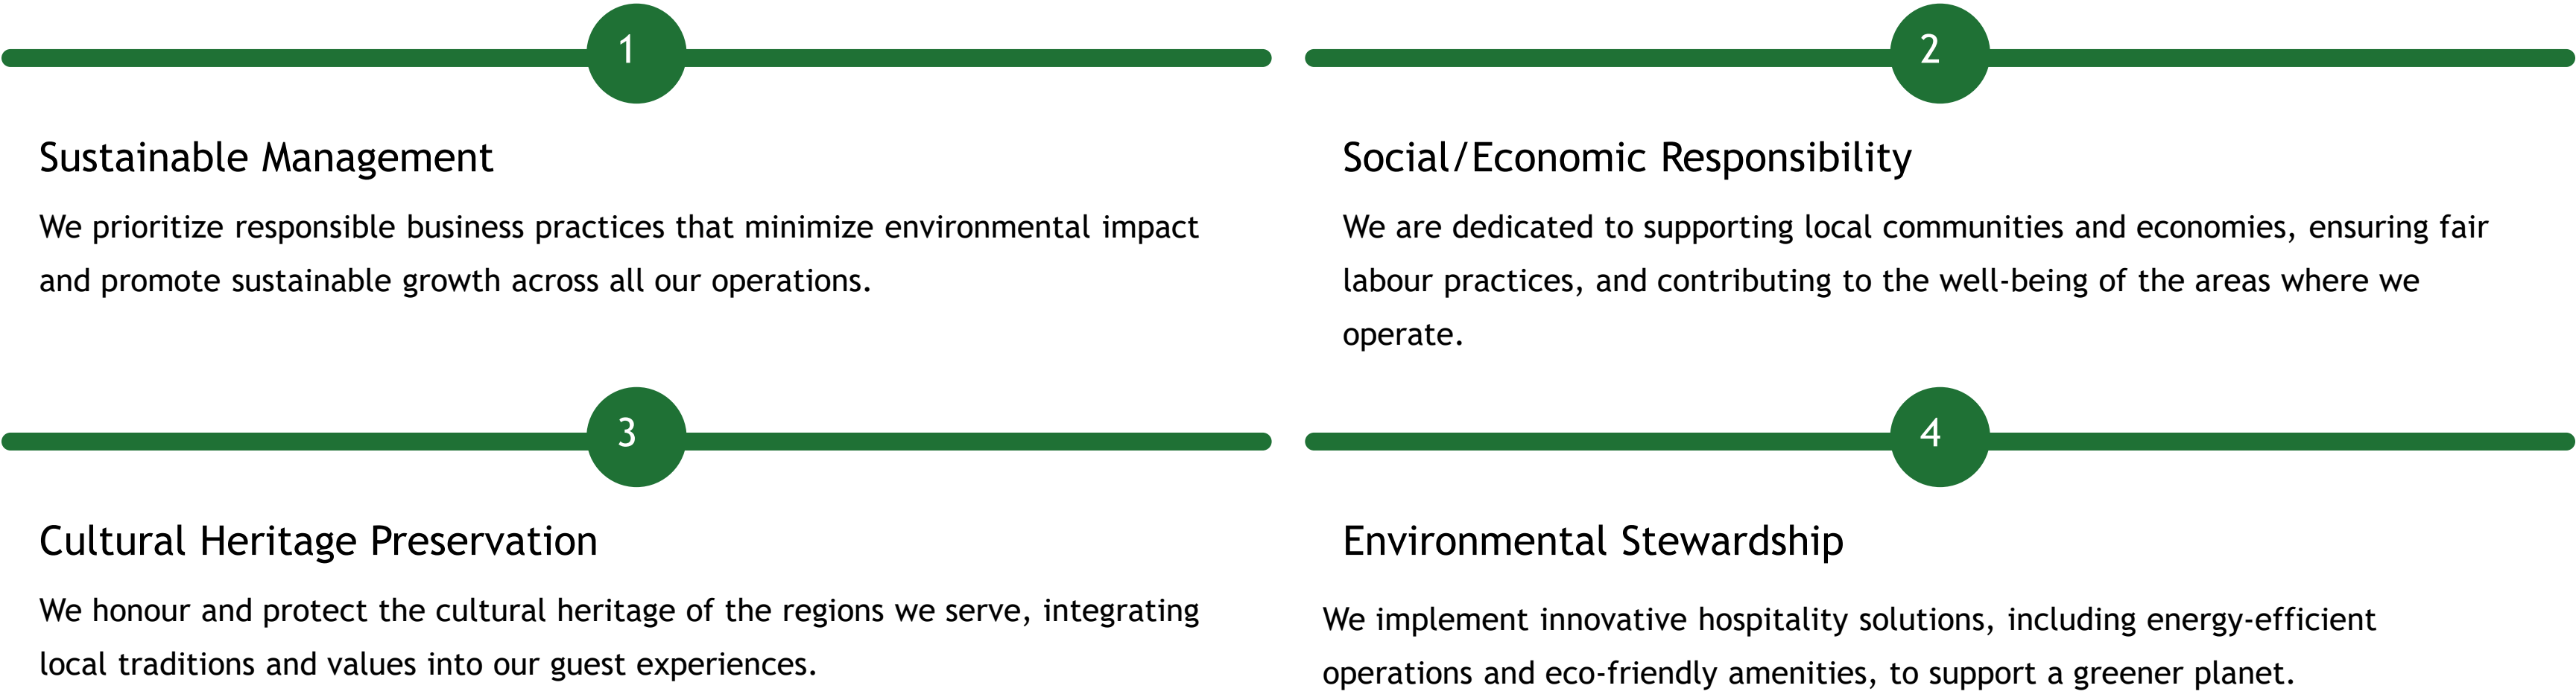 1
Sustainable Management
We prioritize responsible business practices that minimize environmental impact
and promote sustainable growth across all our operations.
2
Social/Economic Responsibility
We are dedicated to supporting local communities and economies, ensuring fair
labour practices, and contributing to the well-being of the areas where we
operate.
3
Cultural Heritage Preservation
We honour and protect the cultural heritage of the regions we serve, integrating
local traditions and values into our guest experiences.
4
Environmental Stewardship
We implement innovative hospitality solutions, including energy-efficient
operations and eco-friendly amenities, to support a greener planet.